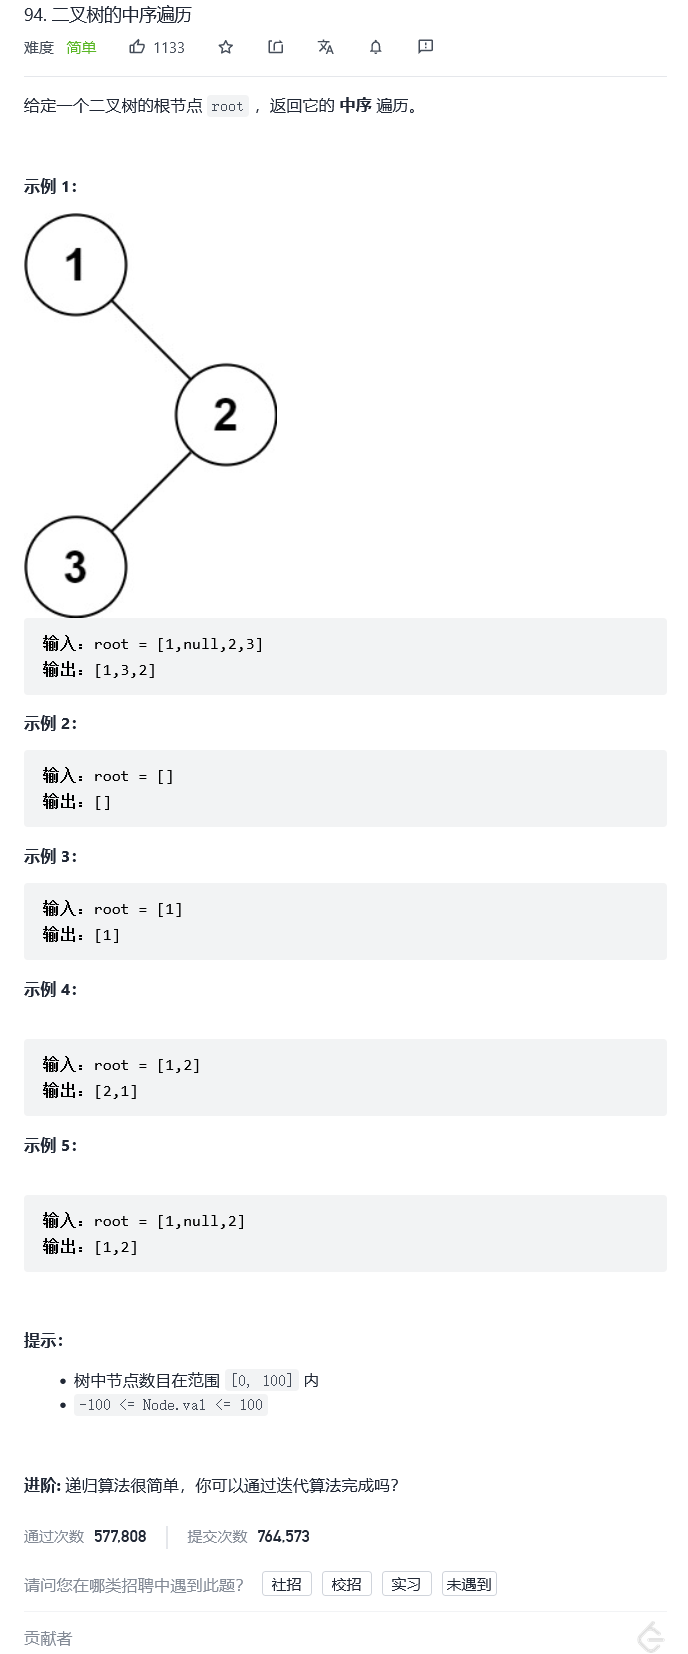 94. 二叉树的中序遍历
难度 简单 1133
给定一个二叉树的根节点 root ，返回它的 中序 遍历。
示例 1：
1
2
3
输入：root = [1,null,2,3]
输出：[1,3,2]
示例 2：
输入：root = []
输出：[]
示例 3：
输入：root = [1]
输出：[1]
示例 4：
输入：root = [1,2]
输出：[2,1]
示例 5：
输入：root = [1,null,2]
输出：[1,2]
提示：
• 树中节点数目在范围 [0, 100] 内
• -100 <= Node.val <= 100
进阶: 递归算法很简单，你可以通过迭代算法完成吗？
通过次数 577,808 提交次数 764,573
请问您在哪类招聘中遇到此题？ 社招 校招 实习 未遇到
贡献者